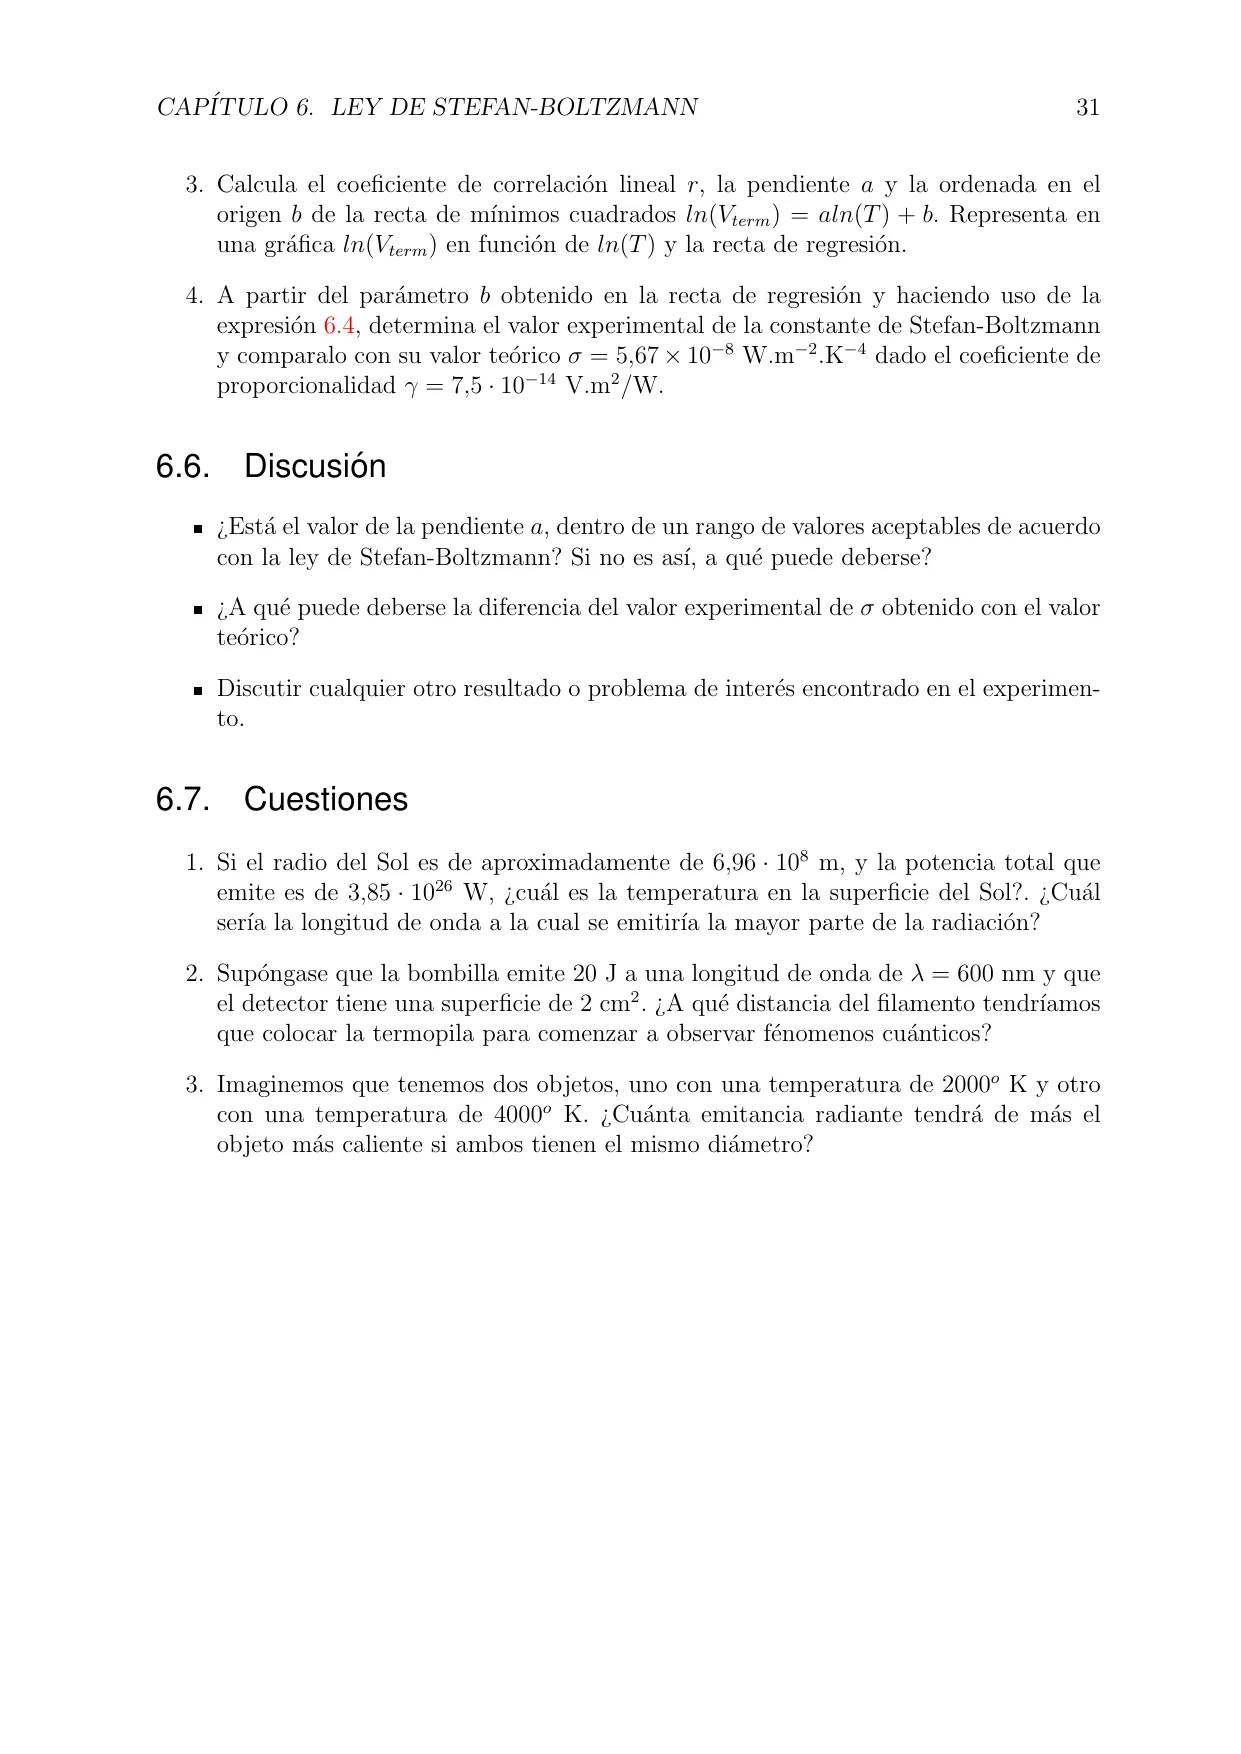 CAPÍTULO 6. LEY DE STEFAN-BOLTZMANN 31
3. Calcula el coeficiente de correlación lineal r, la pendiente a y la ordenada en el
origen b de la recta de mínimos cuadrados ln(V_term) = aln(T) + b. Representa en
una gráfica ln(V_term) en función de ln(T) y la recta de regresión.
4. A partir del parámetro b obtenido en la recta de regresión y haciendo uso de la
expresión 6.4, determina el valor experimental de la constante de Stefan-Boltzmann
y comparalo con su valor teórico σ = 5,67 × 10⁻⁸ W.m⁻².K⁻⁴ dado el coeficiente de
proporcionalidad γ = 7,5 · 10⁻¹⁴ V.m²/W.
6.6. Discusión
▪ ¿Está el valor de la pendiente a, dentro de un rango de valores aceptables de acuerdo
con la ley de Stefan-Boltzmann? Si no es así, a qué puede deberse?
▪ ¿A qué puede deberse la diferencia del valor experimental de σ obtenido con el valor
teórico?
▪ Discutir cualquier otro resultado o problema de interés encontrado en el experimen-
to.
6.7. Cuestiones
1. Si el radio del Sol es de aproximadamente de 6,96 · 10⁸ m, y la potencia total que
emite es de 3,85 · 10²⁶ W, ¿cuál es la temperatura en la superficie del Sol?. ¿Cuál
sería la longitud de onda a la cual se emitiría la mayor parte de la radiación?
2. Supóngase que la bombilla emite 20 J a una longitud de onda de λ = 600 nm y que
el detector tiene una superficie de 2 cm². ¿A qué distancia del filamento tendríamos
que colocar la termopila para comenzar a observar fénomenos cuánticos?
3. Imaginemos que tenemos dos objetos, uno con una temperatura de 2000º K y otro
con una temperatura de 4000º K. ¿Cuánta emitancia radiante tendrá de más el
objeto más caliente si ambos tienen el mismo diámetro?